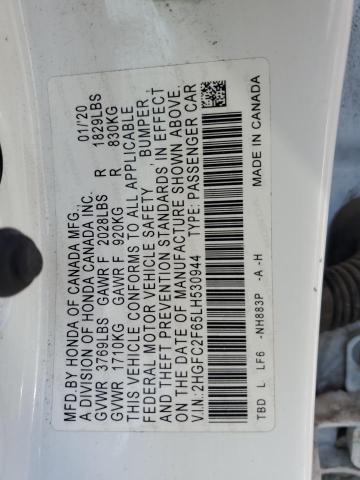 MFD.BY HONDA OF CANADA MFG. 01/'20
A DIVISION OF HONDA CANADA INC.
GVWR 3769LBS GAWR F 2028LBS R 1829LBS
GVWR 1710KG GAWR F 920KG R 830KG
THIS VEHICLE CONFORMS TO ALL APPLICABLE
FEDERAL MOTOR VEHICLE SAFETY BUMPER,
AND THEFT PREVENTION STANDARDS IN EFFECT
ON THE DATE OF MANUFACTURE SHOWN ABOVE.
V.I.N.:2HGFC2F65LH530944 TYPE: PASSENGER CAR
TBD L LF6 -NH883P -A -H MADE IN CANADA